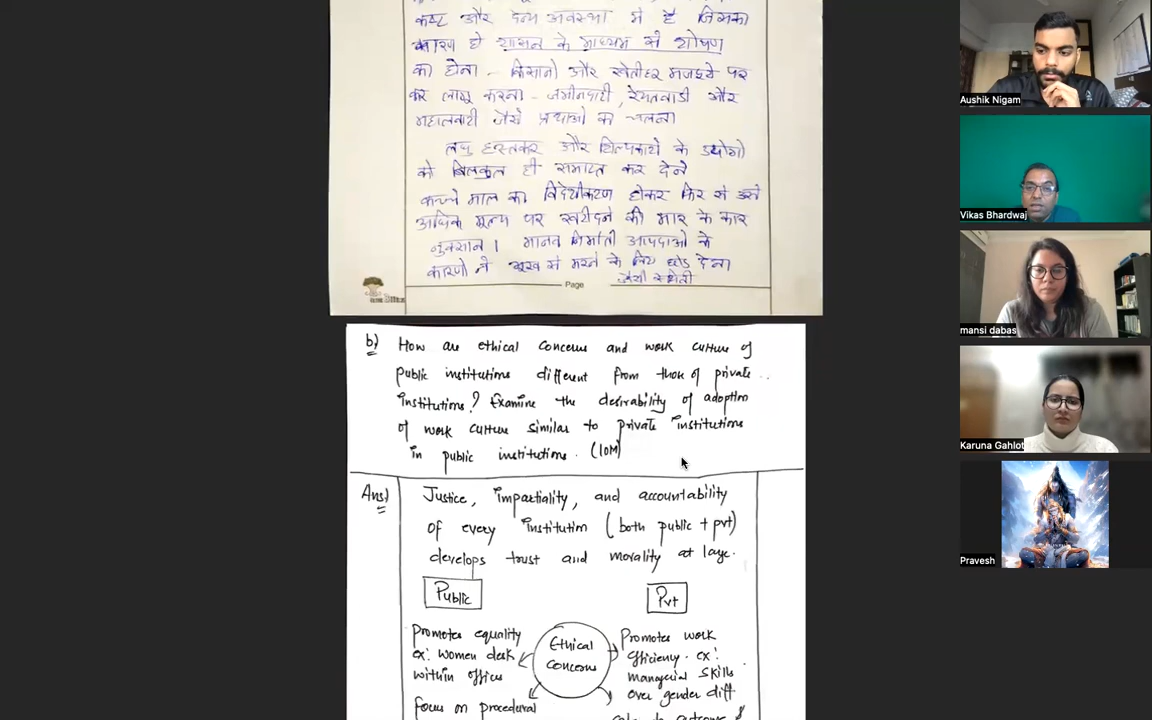 कष्ट और दैन्य अवस्था में है जिसका
कारण है शासन के माध्यम से शोषण
का होना - किसानों और खेतीहर मजदूरों पर
कर लागू करना - जमीनदारी, रैयतवाडी और
महालवाडी जैसे प्रथाओं का चलना
लघु हस्तकर और शिल्पकारों के उद्योगों
को बिलकुल ही समाप्त कर देने
कच्चे माल का होकर फिर से उसे
अधिक मूल्य पर खरीदने की मार के कार
नुकसान । मानव निर्माती आपदाओं के
कारणों ने भूख से मरने के लिए छोड देना
जैसी स्थिती
Page
b) How are ethical concerns and work culture of
public institutions different from those of private
institutions? Examine the desirability of adoption
of work culture similar to private institutions
in public institutions. (10M)
Ans) Justice, impartiality, and accountability
of every institution (both public + pvt)
develops trust and morality at large.
Public
Pvt
Ethical
Concerns
Promotes equality
ex: women desk
within offices
focus on procedural
Promotes work
efficiency. ex:
managerial skills
over gender diff
Aushik Nigam
Vikas Bhardwaj
mansi dabas
Karuna Gahlot
Pravesh